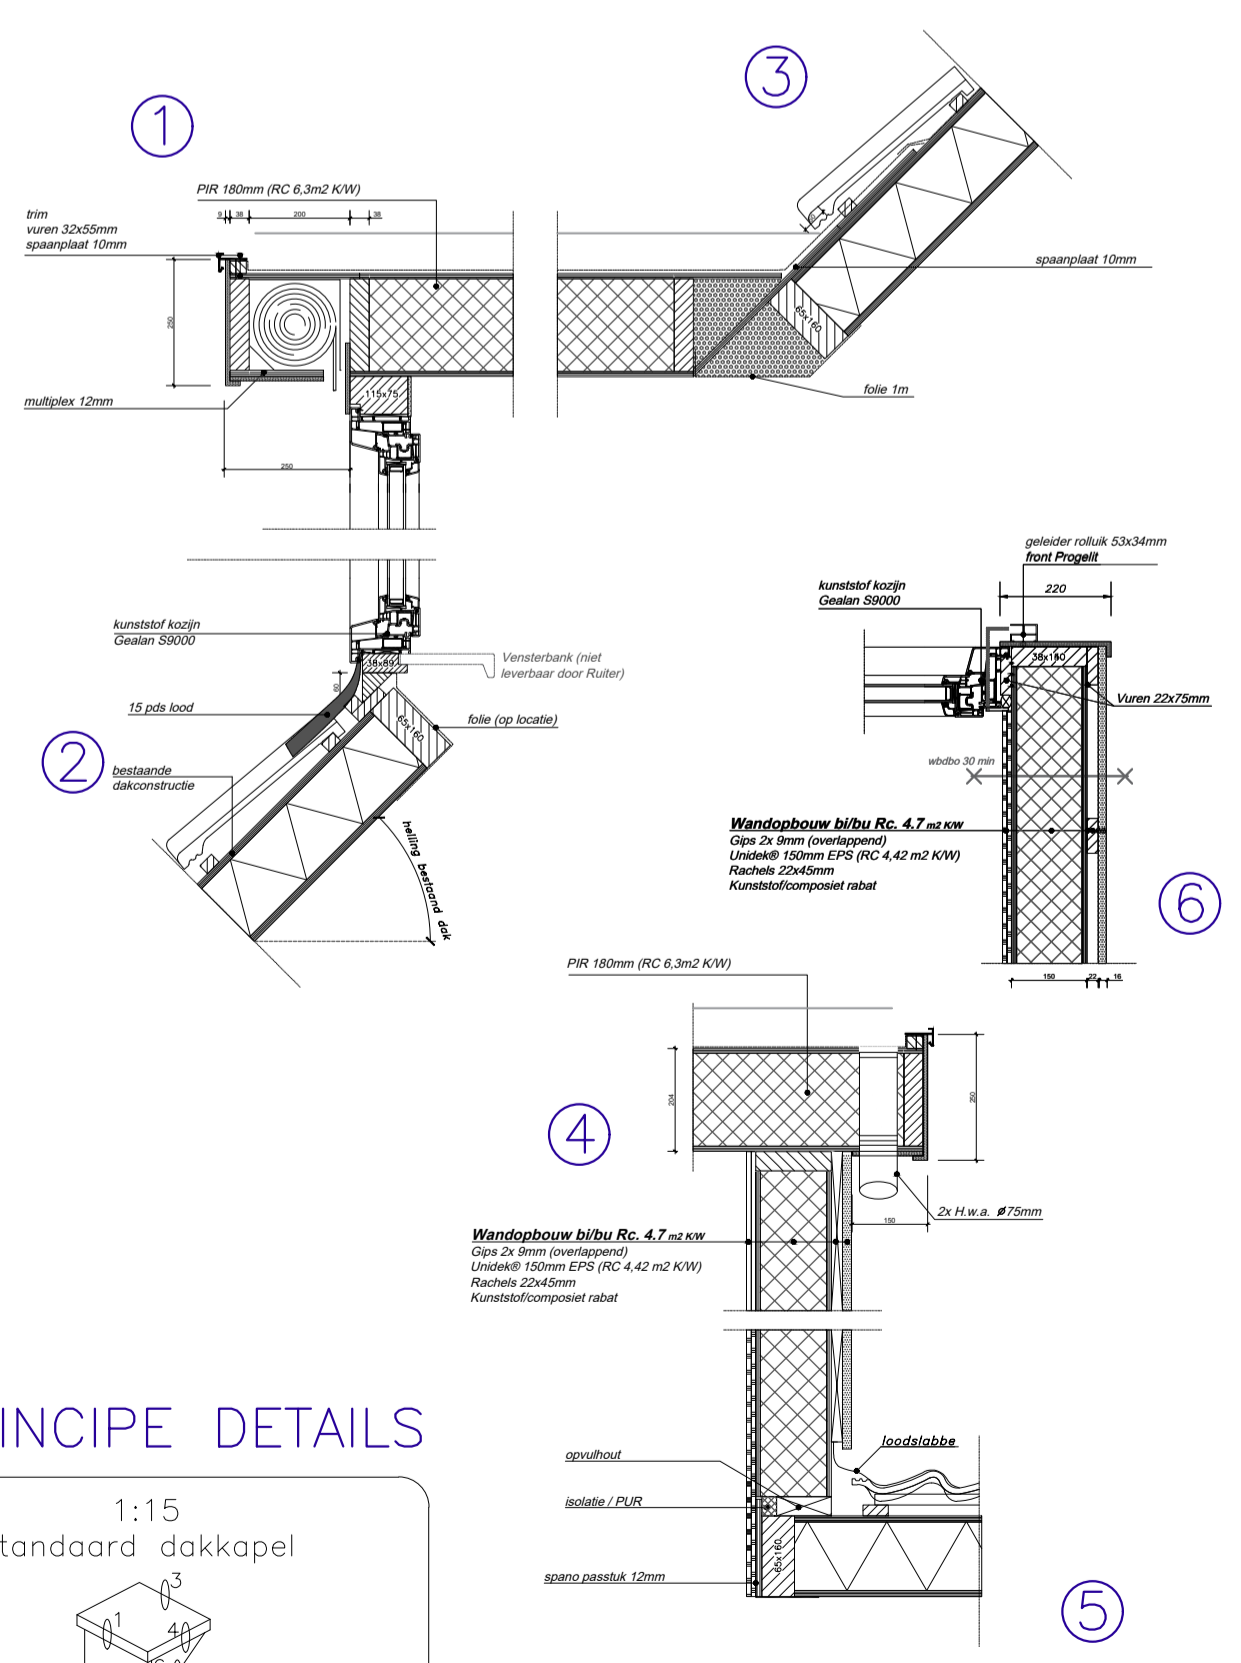 1
3
PIR 180mm (RC 6,3m2 K/W)
9
38
200
38
trim
vuren 32x55mm
spaanplaat 10mm
250
multiplex 12mm
115x75
250
spaanplaat 10mm
65x160
folie 1m
kunststof kozijn
Gealan S9000
38x89
60
Vensterbank (niet
leverbaar door Ruiter)
15 pds lood
65x160
folie (op locatie)
2
bestaande
dakconstructie
helling bestaand dak
geleider rolluik 53x34mm
front Progelit
220
kunststof kozijn
Gealan S9000
38x140
Vuren 22x75mm
wbdbo 30 min
Wandopbouw bi/bu Rc. 4.7 m2 K/W
Gips 2x 9mm (overlappend)
Unidek® 150mm EPS (RC 4,42 m2 K/W)
Rachels 22x45mm
Kunststof/composiet rabat
6
150
22
16
PIR 180mm (RC 6,3m2 K/W)
204
250
4
2x H.w.a. ø75mm
150
Wandopbouw bi/bu Rc. 4.7 m2 K/W
Gips 2x 9mm (overlappend)
Unidek® 150mm EPS (RC 4,42 m2 K/W)
Rachels 22x45mm
Kunststof/composiet rabat
loodslabbe
opvulhout
isolatie / PUR
65x160
spano passtuk 12mm
5
INCIPE DETAILS
1:15
tandaard dakkapel
3
1
4